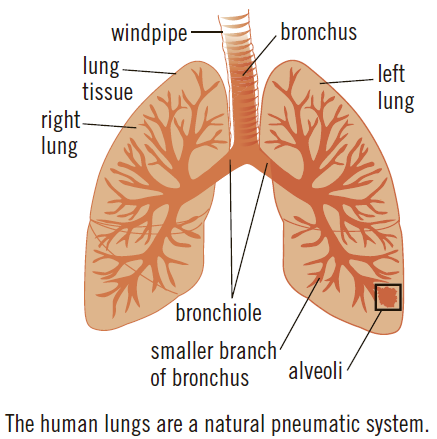 windpipe
bronchus
lung
tissue
left
lung
right
lung
bronchiole
smaller branch
of bronchus
alveoli
The human lungs are a natural pneumatic system.